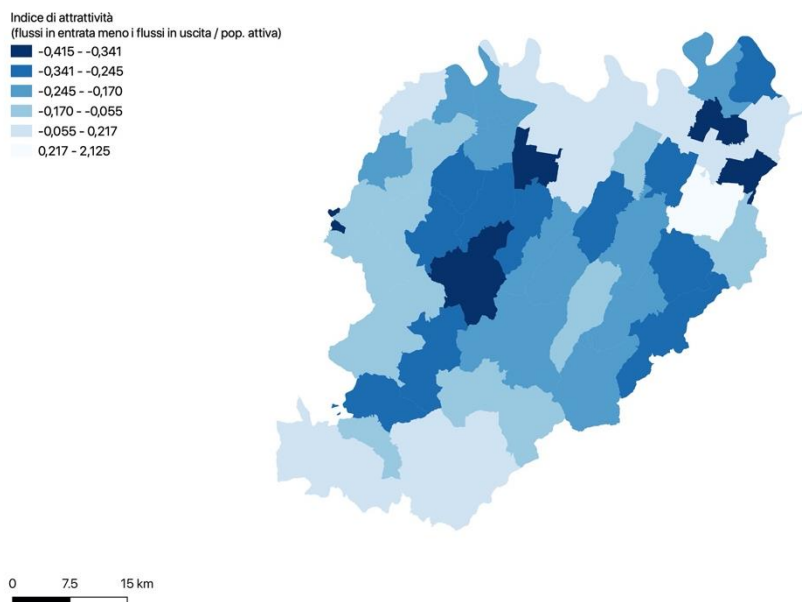 Indice di attrattività
(flussi in entrata meno i flussi in uscita / pop. attiva)
-0,415 - -0,341
-0,341 - -0,245
-0,245 - -0,170
-0,170 - -0,055
-0,055 - 0,217
0,217 - 2,125
0 7.5 15 km